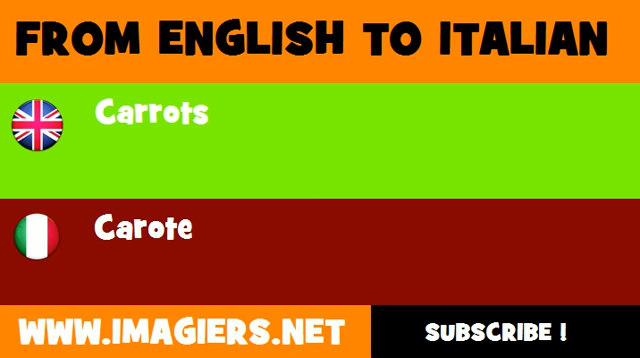 FROM ENGLISH TO ITALIAN
Carrots
Carote
WWW.IMAGIERS.NET
SUBSCRIBE !